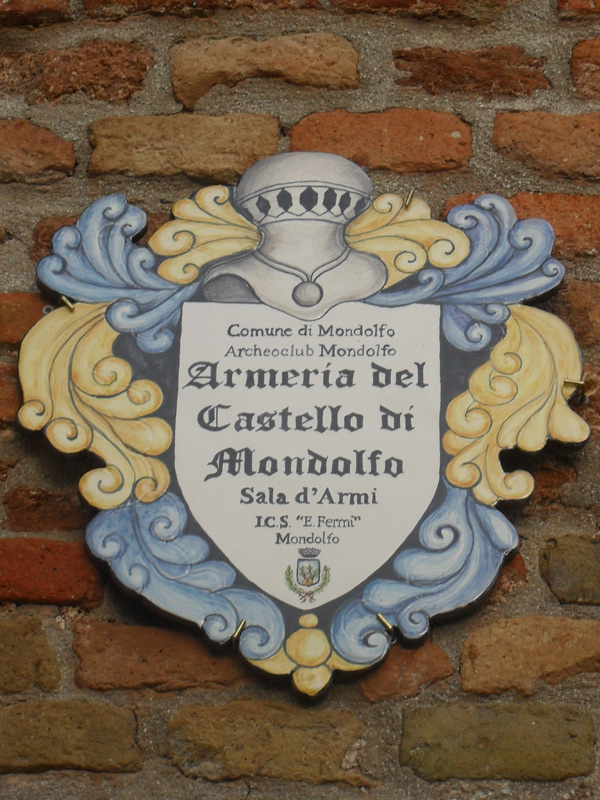 Comune di Mondolfo
Archeoclub Mondolfo
Armeria del
Castello di
Mondolfo
Sala d'Armi
I.C.S. "E. Fermi"
Mondolfo